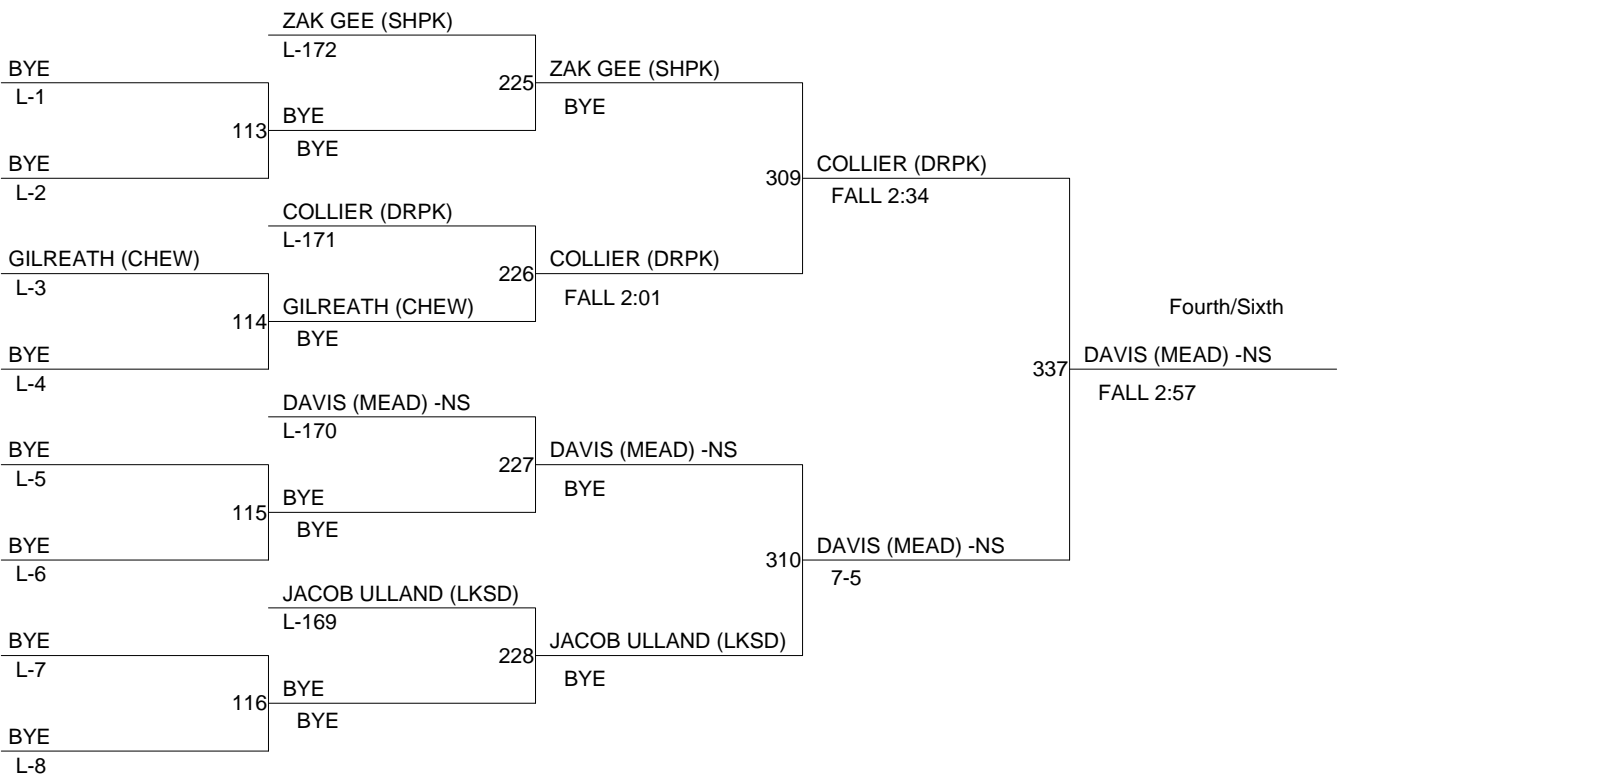 ZAK GEE (SHPK)
L-172
BYE
L-1
225
ZAK GEE (SHPK)
BYE
BYE
113
BYE
BYE
L-2
309
COLLIER (DRPK)
FALL 2:34
COLLIER (DRPK)
L-171
GILREATH (CHEW)
L-3
226
COLLIER (DRPK)
FALL 2:01
114
GILREATH (CHEW)
BYE
Fourth/Sixth
BYE
L-4
337
DAVIS (MEAD) -NS
FALL 2:57
DAVIS (MEAD) -NS
L-170
BYE
L-5
227
DAVIS (MEAD) -NS
BYE
115
BYE
BYE
BYE
L-6
310
DAVIS (MEAD) -NS
7-5
JACOB ULLAND (LKSD)
L-169
BYE
L-7
228
JACOB ULLAND (LKSD)
BYE
116
BYE
BYE
BYE
L-8